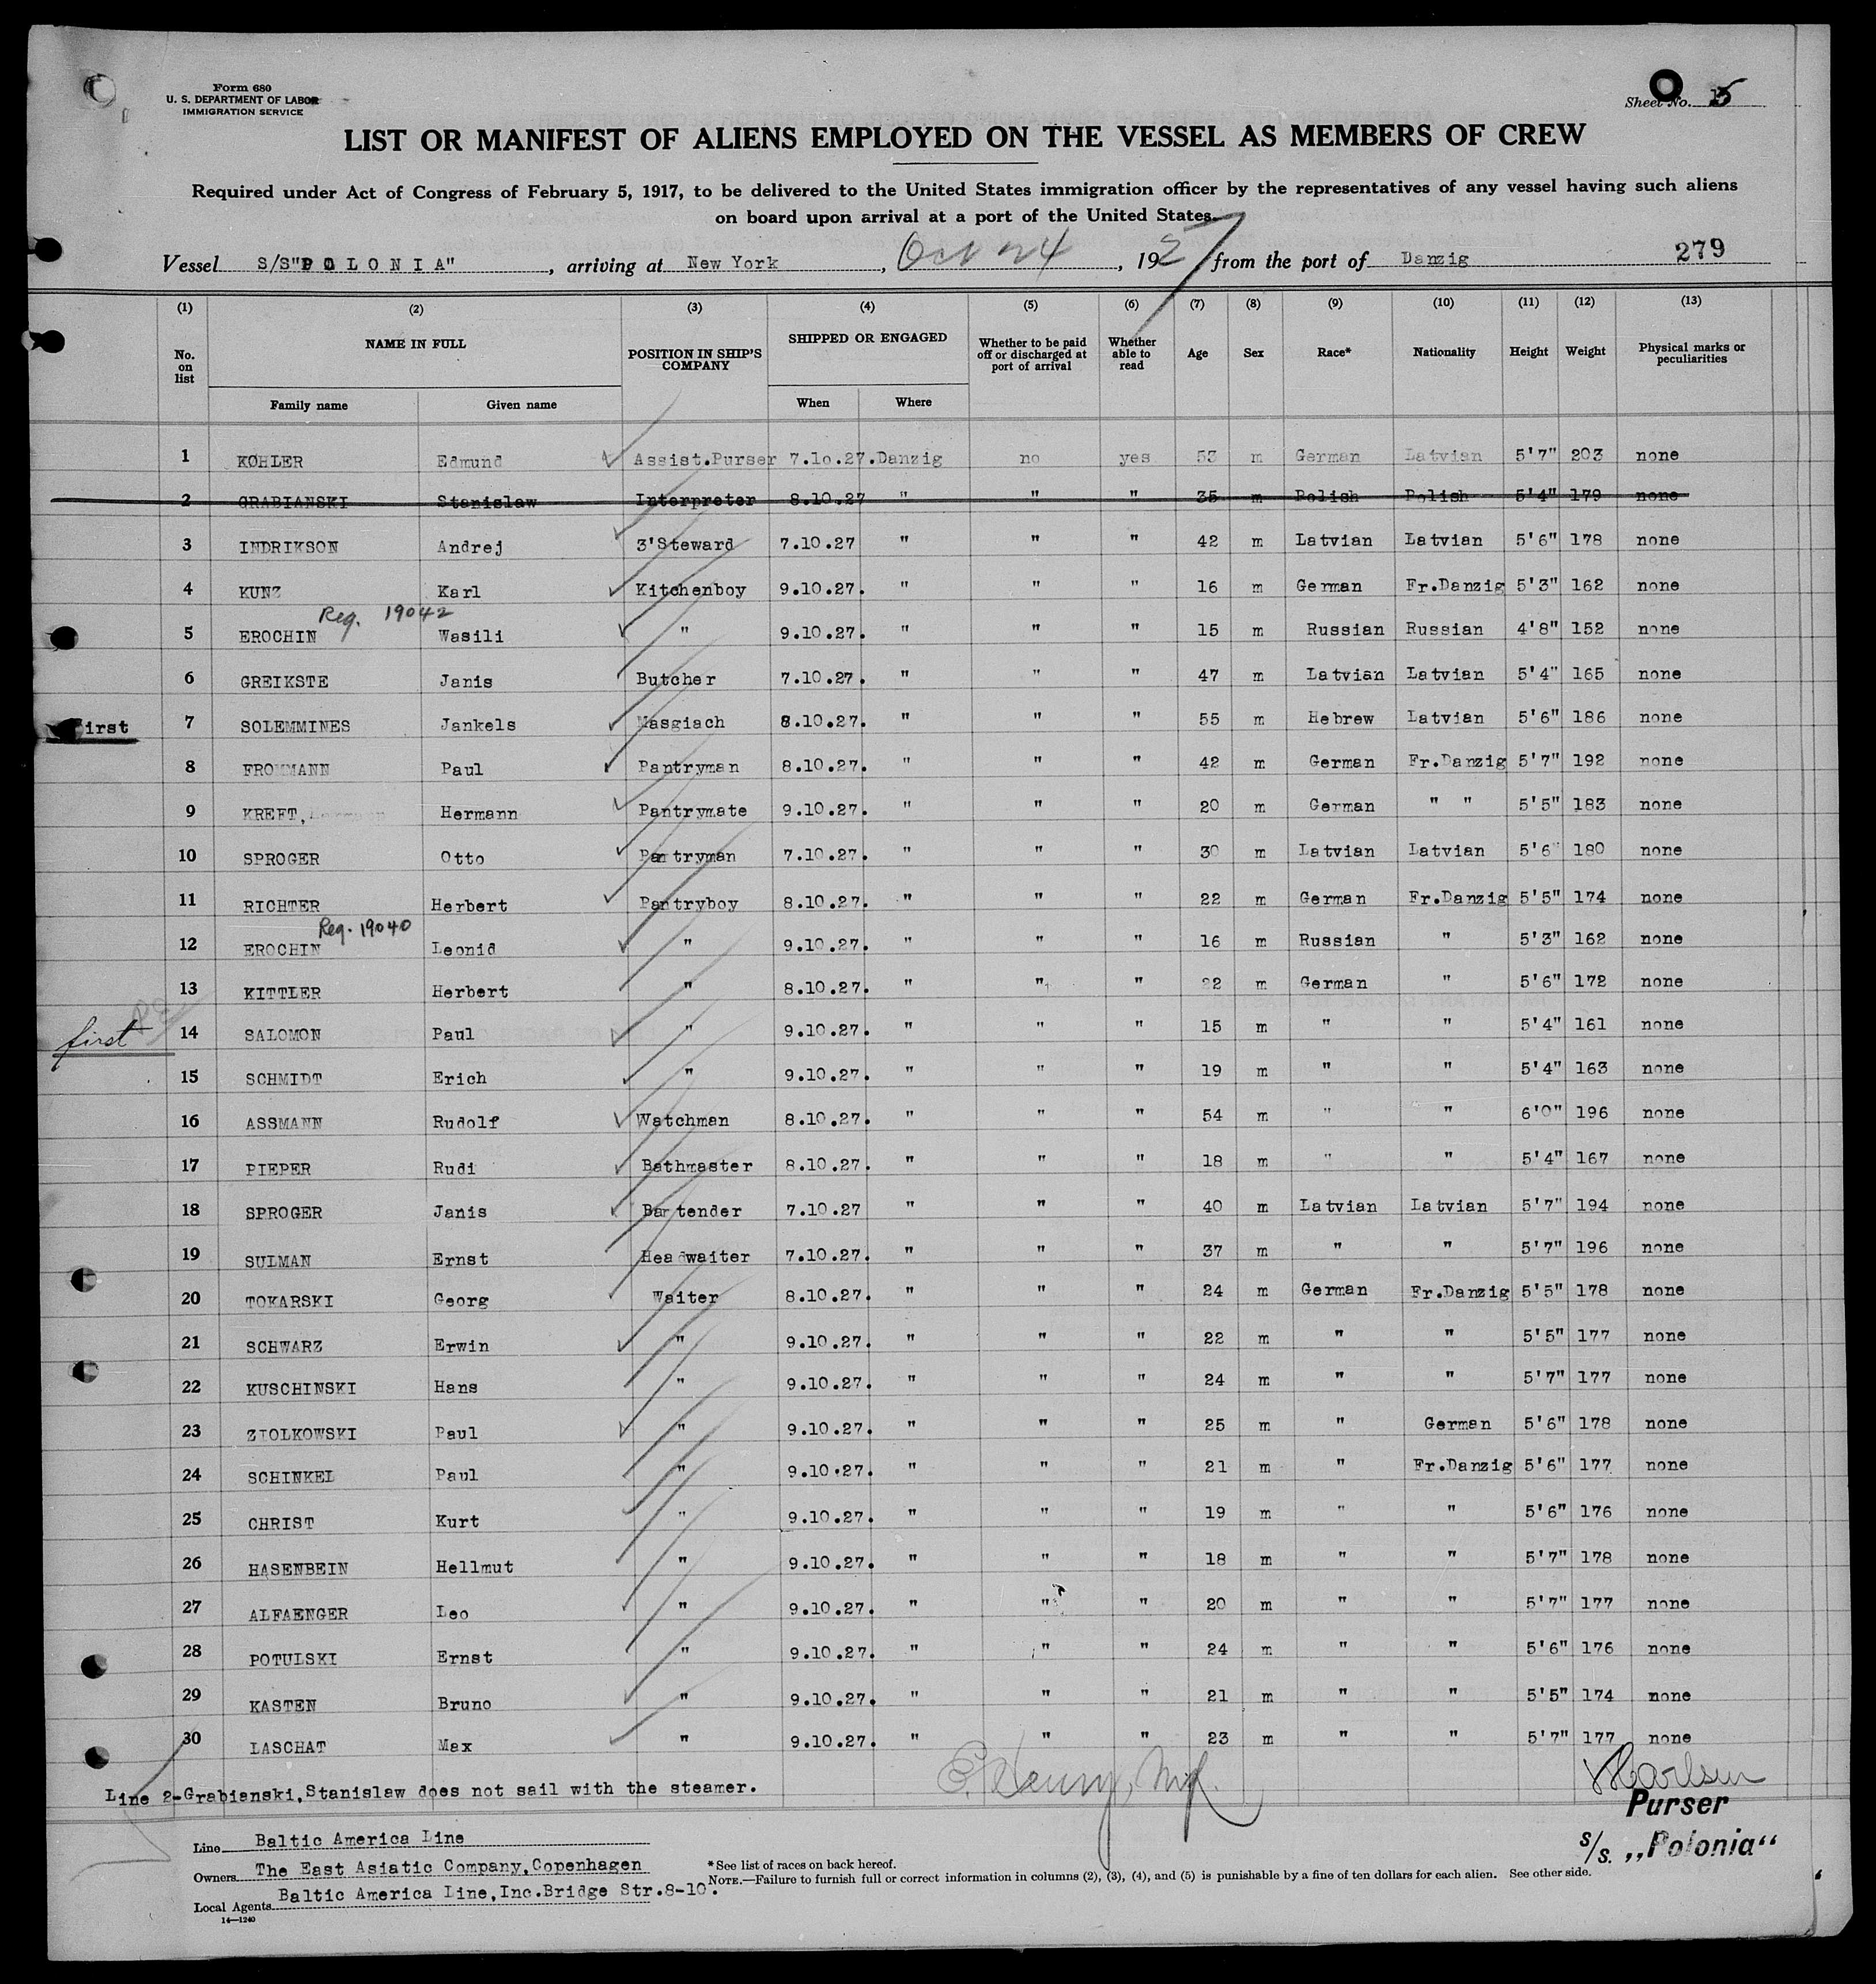 Form 680
U. S. DEPARTMENT OF LABOR
IMMIGRATION SERVICE
Sheet No. 5
LIST OR MANIFEST OF ALIENS EMPLOYED ON THE VESSEL AS MEMBERS OF CREW
Required under Act of Congress of February 5, 1917, to be delivered to the United States immigration officer by the representatives of any vessel having such aliens
on board upon arrival at a port of the United States.
Vessel S/S"POLONIA", arriving at New York, Oct 24, 1927, from the port of Danzig 279
(1) (2) (3) (4) (5) (6) (7) (8) (9) (10) (11) (12) (13)
No. on list NAME IN FULL POSITION IN SHIP'S COMPANY SHIPPED OR ENGAGED Whether to be paid off or discharged at port of arrival Whether able to read Age Sex Race* Nationality Height Weight Physical marks or peculiarities
Family name Given name When Where
1 KØHLER Edmund Assist.Purser 7.10.27. Danzig no yes 53 m German Latvian 5'7" 203 none
2 GRABIANSKI Stanislaw Interpreter 8.10.27 " " " 35 m Polish Polish 5'4" 179 none
3 INDRIKSON Andrej 3'Steward 7.10.27 " " " 42 m Latvian Latvian 5'6" 178 none
4 KUNZ Karl Kitchenboy 9.10.27. " " " 16 m German Fr.Danzig 5'3" 162 none
Reg. 19042
5 EROCHIN Wasili " 9.10.27. " " " 15 m Russian Russian 4'8" 152 none
6 GREIKSTE Janis Butcher 7.10.27. " " " 47 m Latvian Latvian 5'4" 165 none
first 7 SOLEMMINES Jankels Masgiach 8.10.27. " " " 55 m Hebrew Latvian 5'6" 186 none
8 FROMMANN Paul Pantryman 8.10.27. " " " 42 m German Fr.Danzig 5'7" 192 none
9 KREFT, Hermann Pantrymate 9.10.27. " " " 20 m German " " 5'5" 183 none
10 SPROGER Otto Pantryman 7.10.27. " " " 30 m Latvian Latvian 5'6" 180 none
11 RICHTER Herbert Pantryboy 8.10.27. " " " 22 m German Fr.Danzig 5'5" 174 none
Reg. 19040
12 EROCHIN Leonid " 9.10.27. " " " 16 m Russian " 5'3" 162 none
13 KITTLER Herbert " 8.10.27. " " " 22 m German " 5'6" 172 none
first 14 SALOMON Paul " 9.10.27. " " " 15 m " " 5'4" 161 none
15 SCHMIDT Erich " 9.10.27. " " " 19 m " " 5'4" 163 none
16 ASSMANN Rudolf Watchman 8.10.27. " " " 54 m " " 6'0" 196 none
17 PIEPER Rudi Bathmaster 8.10.27. " " " 18 m " " 5'4" 167 none
18 SPROGER Janis Bartender 7.10.27 " " " 40 m Latvian Latvian 5'7" 194 none
19 SULMAN Ernst Headwaiter 7.10.27. " " " 37 m " " 5'7" 196 none
20 TOKARSKI Georg Waiter 8.10.27. " " " 24 m German Fr.Danzig 5'5" 178 none
21 SCHWARZ Erwin " 9.10.27. " " " 22 m " " 5'5" 177 none
22 KUSCHINSKI Hans " 9.10.27. " " " 24 m " " 5'7" 177 none
23 ZIOLKOWSKI Paul " 9.10.27. " " " 25 m " German 5'6" 178 none
24 SCHINKEL Paul " 9.10.27. " " " 21 m " Fr.Danzig 5'6" 177 none
25 CHRIST Kurt " 9.10.27. " " " 19 m " " 5'6" 176 none
26 HASENBEIN Hellmut " 9.10.27. " " " 18 m " " 5'7" 178 none
27 ALFAENGER Leo " 9.10.27. " " " 20 m " " 5'7" 177 none
28 POTULSKI Ernst " 9.10.27. " " " 24 m " " 5'6" 176 none
29 KASTEN Bruno " 9.10.27. " " " 21 m " " 5'5" 174 none
30 LASCHAT Max " 9.10.27. " " " 23 m " " 5'7" 177 none
Line 2-Grabianski,Stanislaw does not sail with the steamer.
Purser
S/S. „Polonia“
Line Baltic America Line
Owners The East Asiatic Company,Copenhagen
Local Agents Baltic America Line,Inc.Bridge Str.8-10.
14—1240
*See list of races on back hereof.
NOTE.—Failure to furnish full or correct information in columns (2), (3), (4), and (5) is punishable by a fine of ten dollars for each alien. See other side.